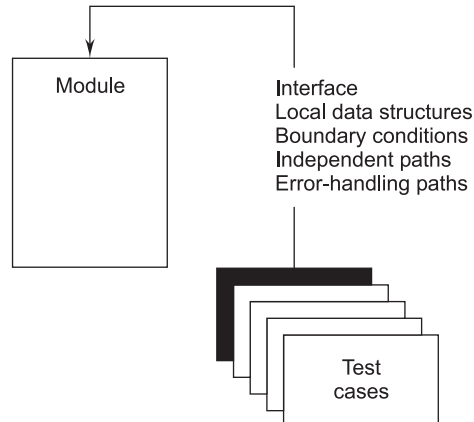 Module
Interface
Local data structures
Boundary conditions
Independent paths
Error-handling paths
Test
cases